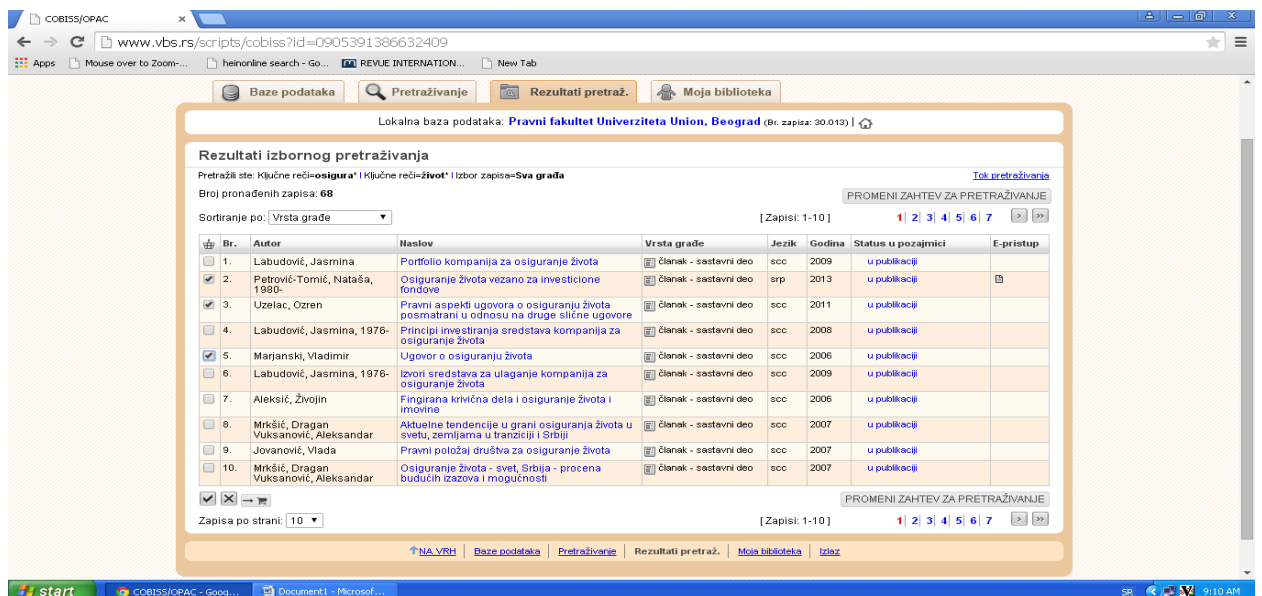 COBISS/OPAC
www.vbs.rs/scripts/cobiss?id=0905391386632409
Apps Mouse over to Zoom-... heinonline search - Go... REVUE INTERNATION... New Tab
Baze podataka Pretraživanje Rezultati pretraž. Moja biblioteka
Lokalna baza podataka: Pravni fakultet Univerziteta Union, Beograd (Br. zapisa: 30.013) |
Rezultati izbornog pretraživanja
Pretražili ste: Ključne reči=osigura* | Ključne reči=život* | Izbor zapisa=Sva građa Tok pretraživanja
Broj pronađenih zapisa: 68 PROMENI ZAHTEV ZA PRETRAŽIVANJE
Sortiranje po: Vrsta građe [Zapisi: 1-10] 1| 2| 3| 4| 5| 6| 7 > >>
Br. Autor Naslov Vrsta građe Jezik Godina Status u pozajmici E-pristup
1. Labudović, Jasmina Portfolio kompanija za osiguranje života članak - sastavni deo scc 2009 u publikaciji
2. Petrović-Tomić, Nataša, 1980- Osiguranje života vezano za investicione fondove članak - sastavni deo srp 2013 u publikaciji
3. Uzelac, Ozren Pravni aspekti ugovora o osiguranju života posmatrani u odnosu na druge slične ugovore članak - sastavni deo scc 2011 u publikaciji
4. Labudović, Jasmina, 1976- Principi investiranja sredstava kompanija za osiguranje života članak - sastavni deo scc 2008 u publikaciji
5. Marjanski, Vladimir Ugovor o osiguranju života članak - sastavni deo scc 2006 u publikaciji
6. Labudović, Jasmina, 1976- Izvori sredstava za ulaganje kompanija za osiguranje života članak - sastavni deo scc 2009 u publikaciji
7. Aleksić, Živojin Fingirana krivična dela i osiguranje života i imovine članak - sastavni deo scc 2006 u publikaciji
8. Mrkšić, Dragan Vuksanović, Aleksandar Aktuelne tendencije u grani osiguranja života u svetu, zemljama u tranziciji i Srbiji članak - sastavni deo scc 2007 u publikaciji
9. Jovanović, Vlada Pravni položaj društva za osiguranje života članak - sastavni deo scc 2007 u publikaciji
10. Mrkšić, Dragan Vuksanović, Aleksandar Osiguranje života - svet, Srbija - procena budućih izazova i mogućnosti članak - sastavni deo scc 2007 u publikaciji
PROMENI ZAHTEV ZA PRETRAŽIVANJE
Zapisa po strani: 10 [Zapisi: 1-10] 1| 2| 3| 4| 5| 6| 7 > >>
NA VRH | Baze podataka | Pretraživanje | Rezultati pretraž. | Moja biblioteka | Izlaz
start COBISS/OPAC - Goog... Document1 - Microsof... SR 9:10 AM